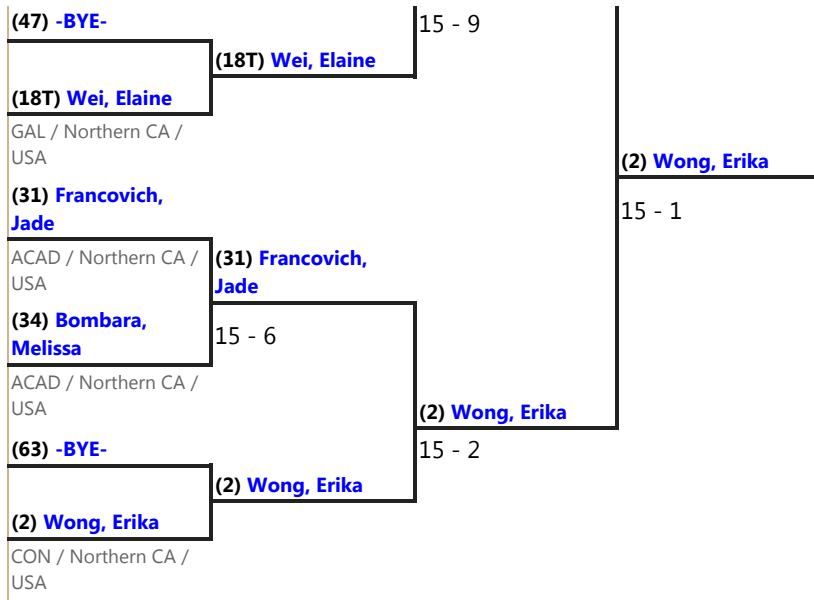 (47) -BYE-
15 - 9
(18T) Wei, Elaine
(18T) Wei, Elaine
GAL / Northern CA /
USA
(2) Wong, Erika
15 - 1
(31) Francovich,
Jade
ACAD / Northern CA /
USA
(31) Francovich,
Jade
15 - 6
(34) Bombara,
Melissa
ACAD / Northern CA /
USA
(2) Wong, Erika
15 - 2
(63) -BYE-
(2) Wong, Erika
(2) Wong, Erika
CON / Northern CA /
USA